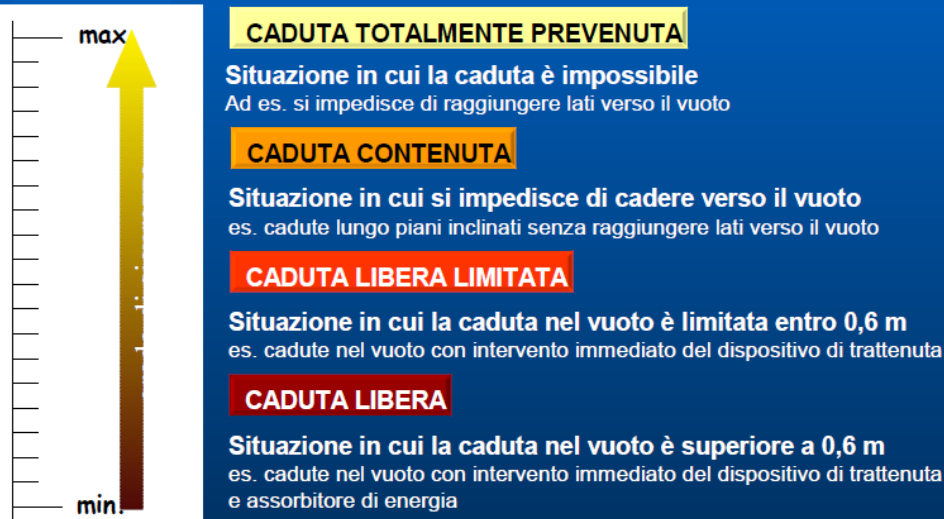 max
CADUTA TOTALMENTE PREVENUTA
Situazione in cui la caduta è impossibile
Ad es. si impedisce di raggiungere lati verso il vuoto
CADUTA CONTENUTA
Situazione in cui si impedisce di cadere verso il vuoto
es. cadute lungo piani inclinati senza raggiungere lati verso il vuoto
CADUTA LIBERA LIMITATA
Situazione in cui la caduta nel vuoto è limitata entro 0,6 m
es. cadute nel vuoto con intervento immediato del dispositivo di trattenuta
CADUTA LIBERA
Situazione in cui la caduta nel vuoto è superiore a 0,6 m
es. cadute nel vuoto con intervento immediato del dispositivo di trattenuta
e assorbitore di energia
min.